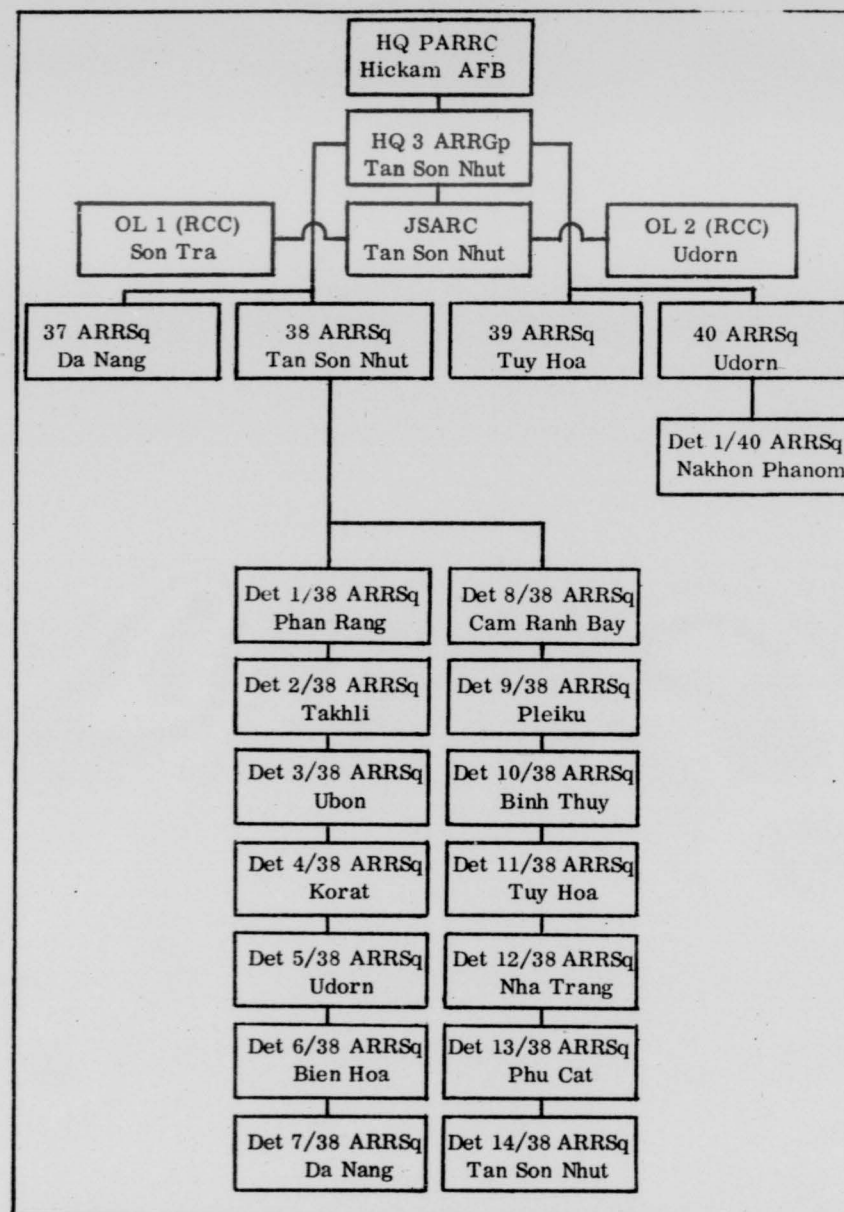 HQ PARRC
Hickam AFB
HQ 3 ARRGp
Tan Son Nhut
OL 1 (RCC)
Son Tra
JSARC
Tan Son Nhut
OL 2 (RCC)
Udorn
37 ARRSq
Da Nang
38 ARRSq
Tan Son Nhut
39 ARRSq
Tuy Hoa
40 ARRSq
Udorn
Det 1/40 ARRSq
Nakhon Phanom
Det 1/38 ARRSq
Phan Rang
Det 8/38 ARRSq
Cam Ranh Bay
Det 2/38 ARRSq
Takhli
Det 9/38 ARRSq
Pleiku
Det 3/38 ARRSq
Ubon
Det 10/38 ARRSq
Binh Thuy
Det 4/38 ARRSq
Korat
Det 11/38 ARRSq
Tuy Hoa
Det 5/38 ARRSq
Udorn
Det 12/38 ARRSq
Nha Trang
Det 6/38 ARRSq
Bien Hoa
Det 13/38 ARRSq
Phu Cat
Det 7/38 ARRSq
Da Nang
Det 14/38 ARRSq
Tan Son Nhut